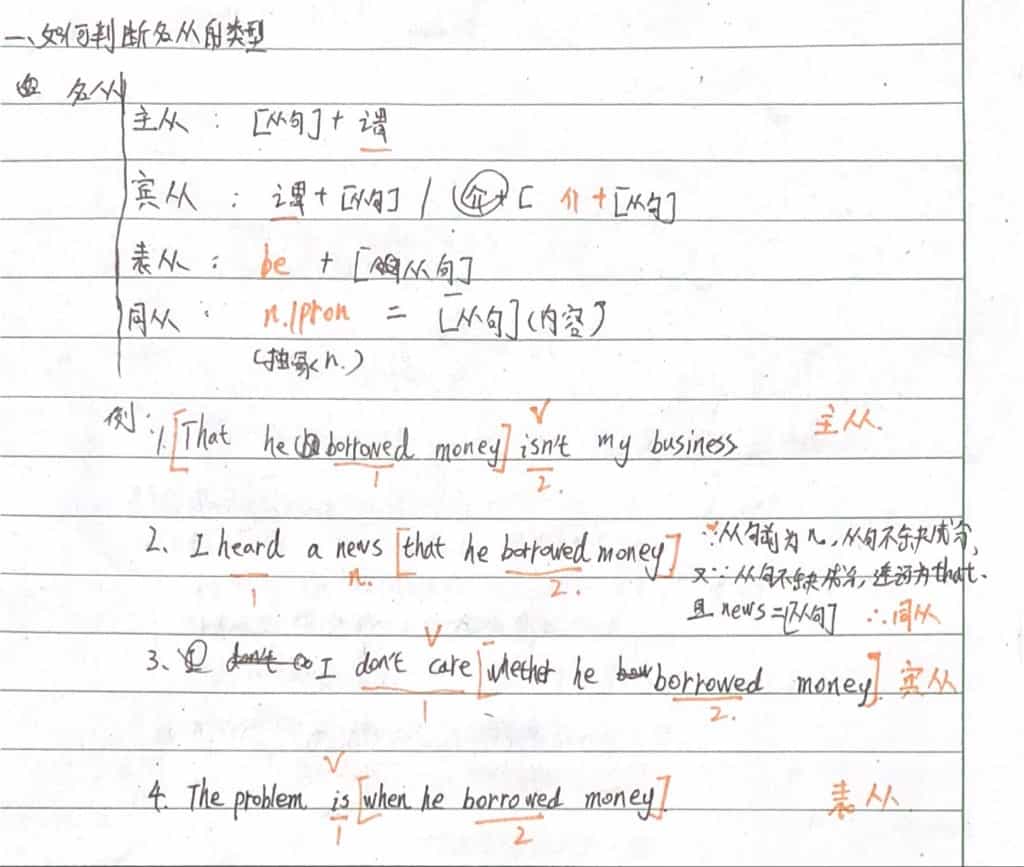 一、如何判断名从的类型
名从
主从： [从句] + 谓
宾从： 谓 + [从句] / 介 + [ 介 + [从句]
表从： be + [从句]
同从： n./pron = [从句] (内容)
(抽象 n.)
例：1. [That he borrowed money] isn't my business 主从.
1 2.
2. I heard a news [that he borrowed money] ∵从句前为 n., 从句不缺成分,
n. 又∵从句不缺成分, 连词为 that.
1 2. 且 news = [从句] ∴同从
3. I don't care [whether he borrowed money]. 宾从
1 2.
4. The problem is [when he borrowed money]. 表从
1 2